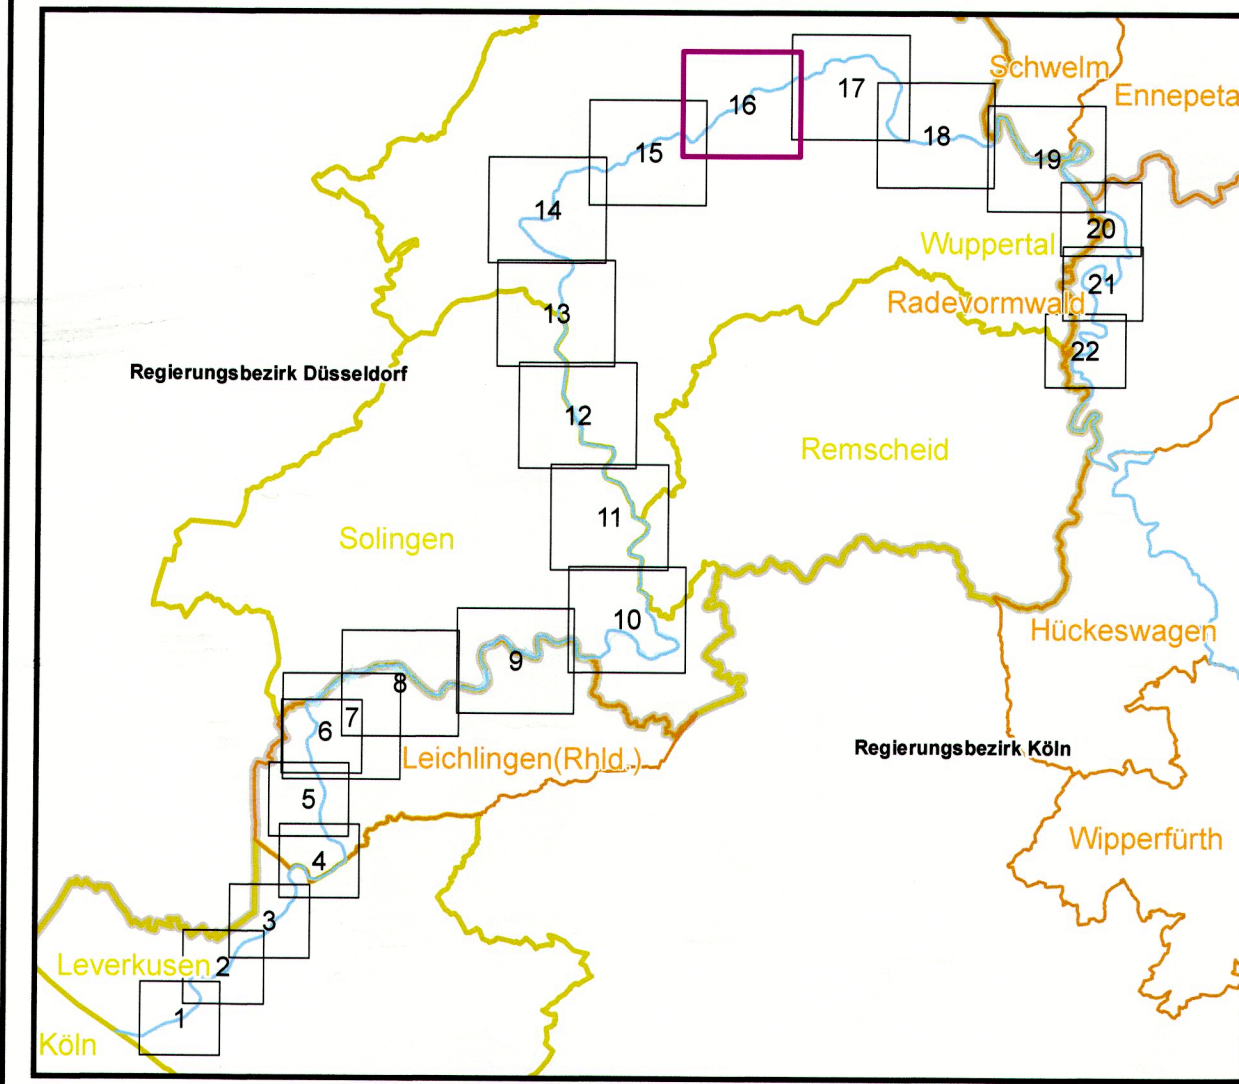 Schwelm
Ennepeta
17
16
18
15
19
14
20
Wuppertal
21
Radevormwald
13
22
Regierungsbezirk Düsseldorf
12
Remscheid
11
Solingen
10
Hückeswagen
9
8
7
6
Regierungsbezirk Köln
Leichlingen(Rhld.)
5
Wipperfürth
4
3
Leverkusen
2
1
Köln